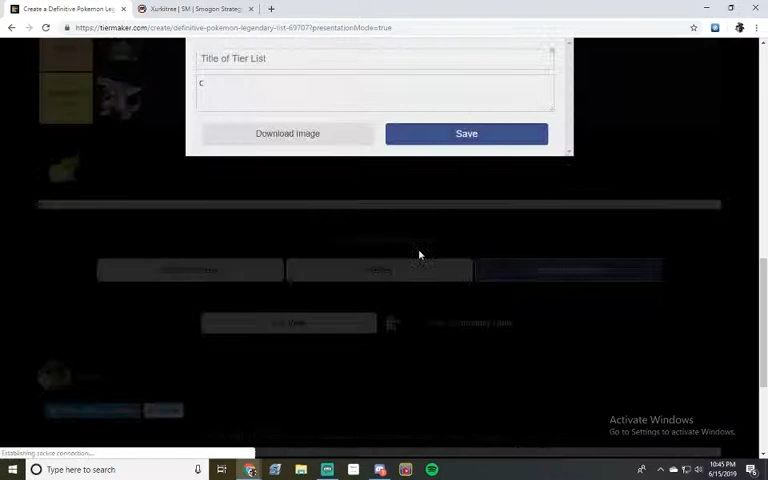 Create a Definitive Pokemon Leg
Xurkitree | SM | Smogon Strateg
https://tiermaker.com/create/definitive-pokemon-legendary-list-69707?presentationMode=true
Title of Tier List
C
Download Image
Save
Activate Windows
Go to Settings to activate Windows.
Establishing secure connection...
Type here to search
10:45 PM
6/15/2019